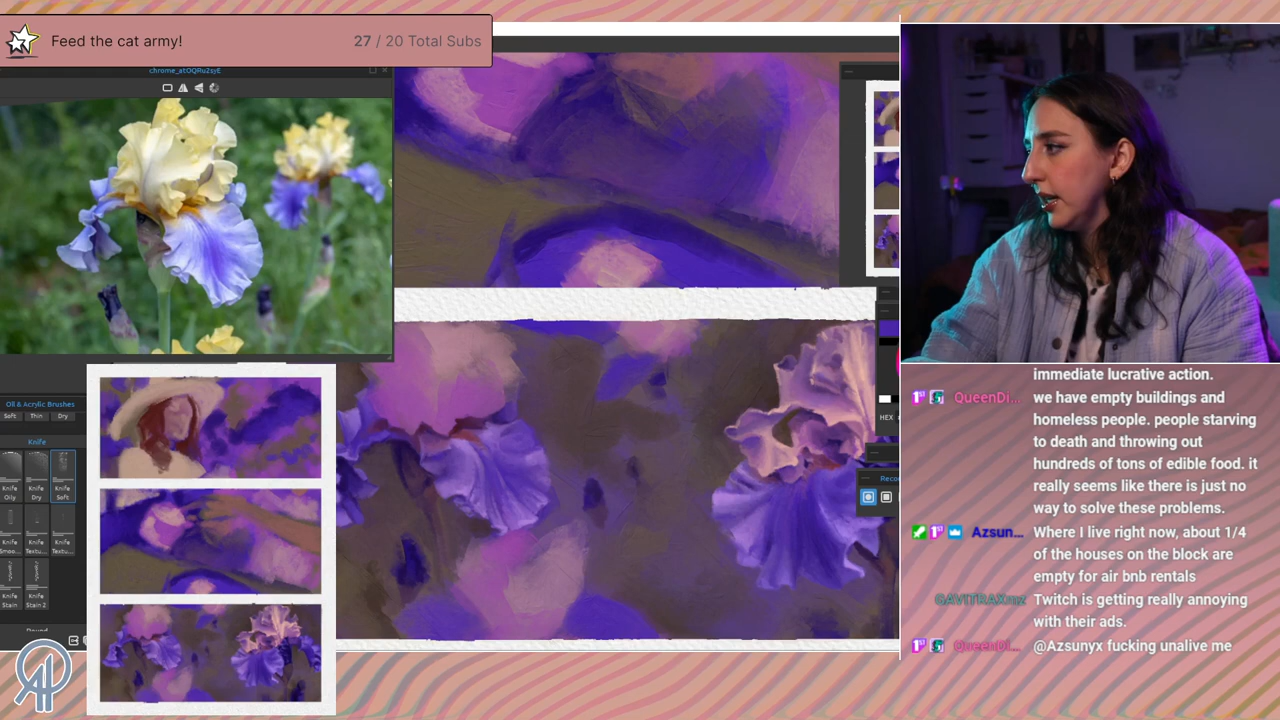 Feed the cat army!
27 / 20 Total Subs
chrome_atOQRu2syE
Oil & Acrylic Brushes
Soft Thin Dry
Knife
Knife Oily
Knife Dry
Knife Soft
Knife Smoo...
Knife Textu...
Knife Textu...
Knife Stain
Knife Stain 2
HEX
Reco
immediate lucrative action.
QueenDi... we have empty buildings and
homeless people. people starving
to death and throwing out
hundreds of tons of edible food. it
really seems like there is just no
way to solve these problems.
Azsun... Where I live right now, about 1/4
of the houses on the block are
empty for air bnb rentals
GAVITRAXmz Twitch is getting really annoying
with their ads.
QueenDi... @Azsunyx fucking unalive me